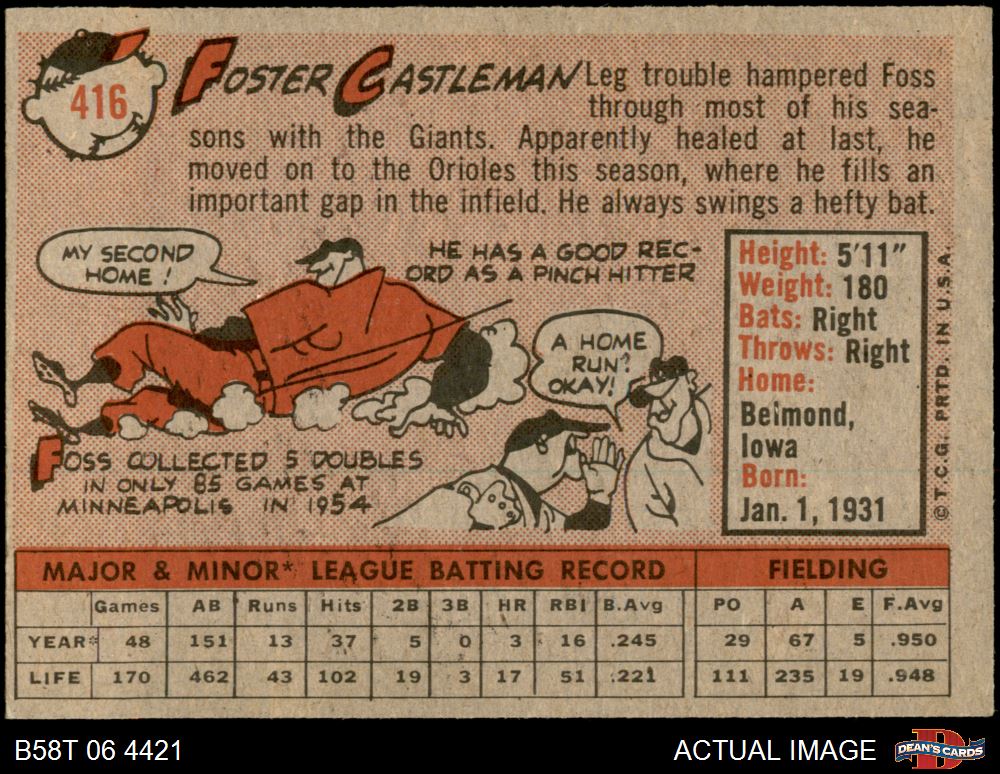 416
FOSTER CASTLEMAN Leg trouble hampered Foss
through most of his sea-
sons with the Giants. Apparently healed at last, he
moved on to the Orioles this season, where he fills an
important gap in the infield. He always swings a hefty bat.
MY SECOND
HOME!
HE HAS A GOOD REC-
ORD AS A PINCH HITTER
A HOME
RUN?
OKAY!
FOSS COLLECTED 5 DOUBLES
IN ONLY 85 GAMES AT
MINNEAPOLIS IN 1954
Height: 5'11"
Weight: 180
Bats: Right
Throws: Right
Home:
Belmond,
Iowa
Born:
Jan. 1, 1931
© T.C.G. PRTD. IN U.S.A.
MAJOR & MINOR* LEAGUE BATTING RECORD FIELDING
Games AB Runs Hits 2B 3B HR RBI B.Avg PO A E F.Avg
YEAR* 48 151 13 37 5 0 3 16 .245 29 67 5 .950
LIFE 170 462 43 102 19 3 17 51 .221 111 235 19 .948
B58T 06 4421 ACTUAL IMAGE DEAN'S CARDS